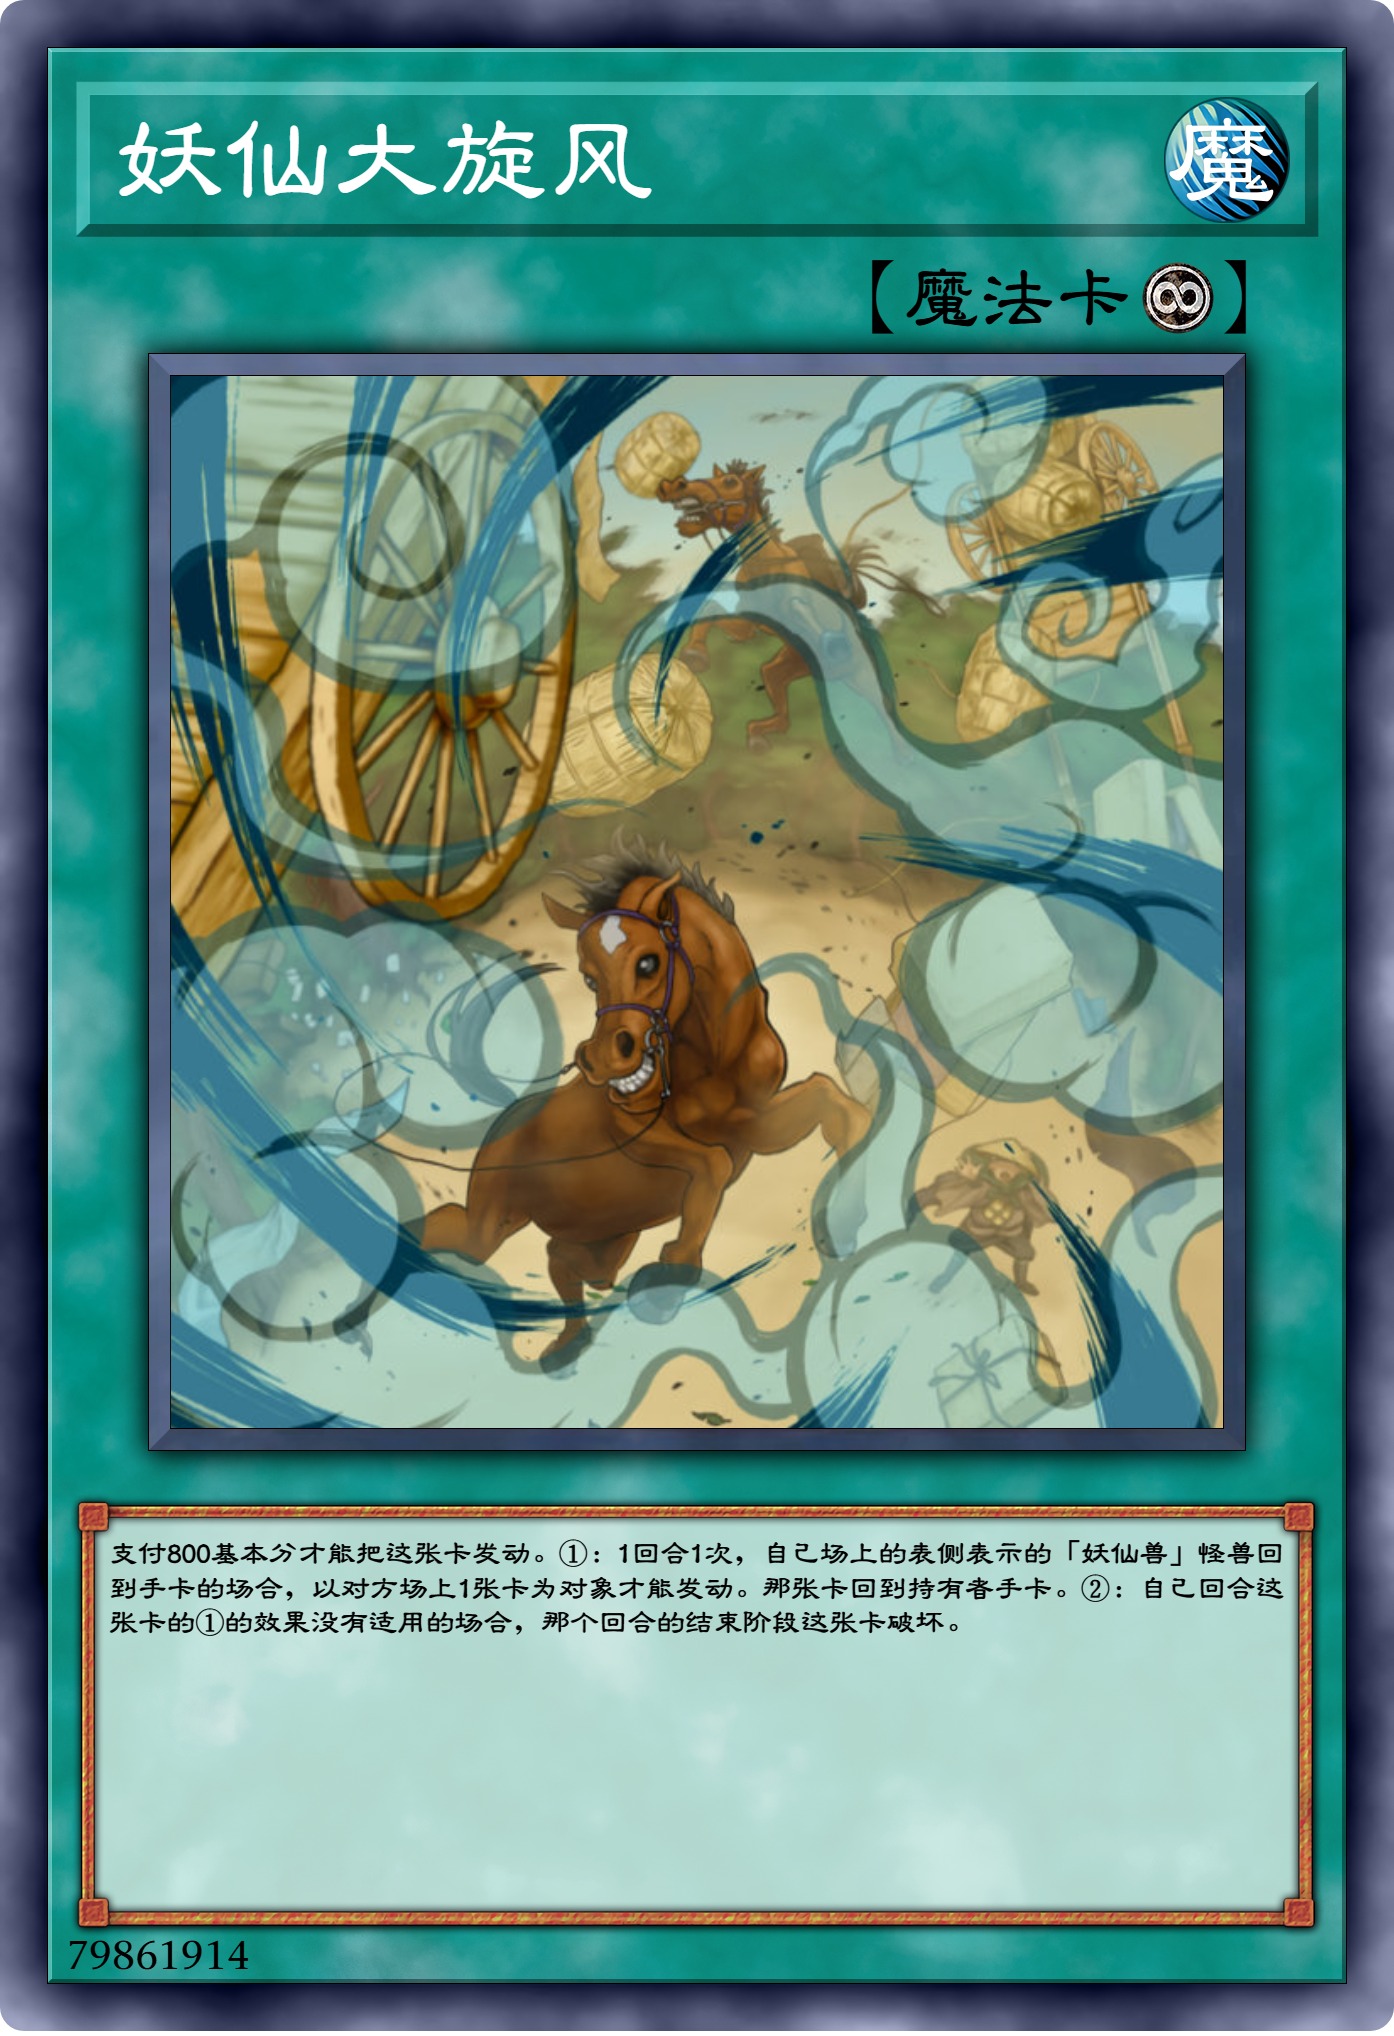 妖仙大旋风
魔
【魔法卡】
支付800基本分才能把这张卡发动。①：1回合1次，自己场上的表侧表示的「妖仙兽」怪兽回
到手卡的场合，以对方场上1张卡为对象才能发动。那张卡回到持有者手卡。②：自己回合这
张卡的①的效果没有适用的场合，那个回合的结束阶段这张卡破坏。
79861914